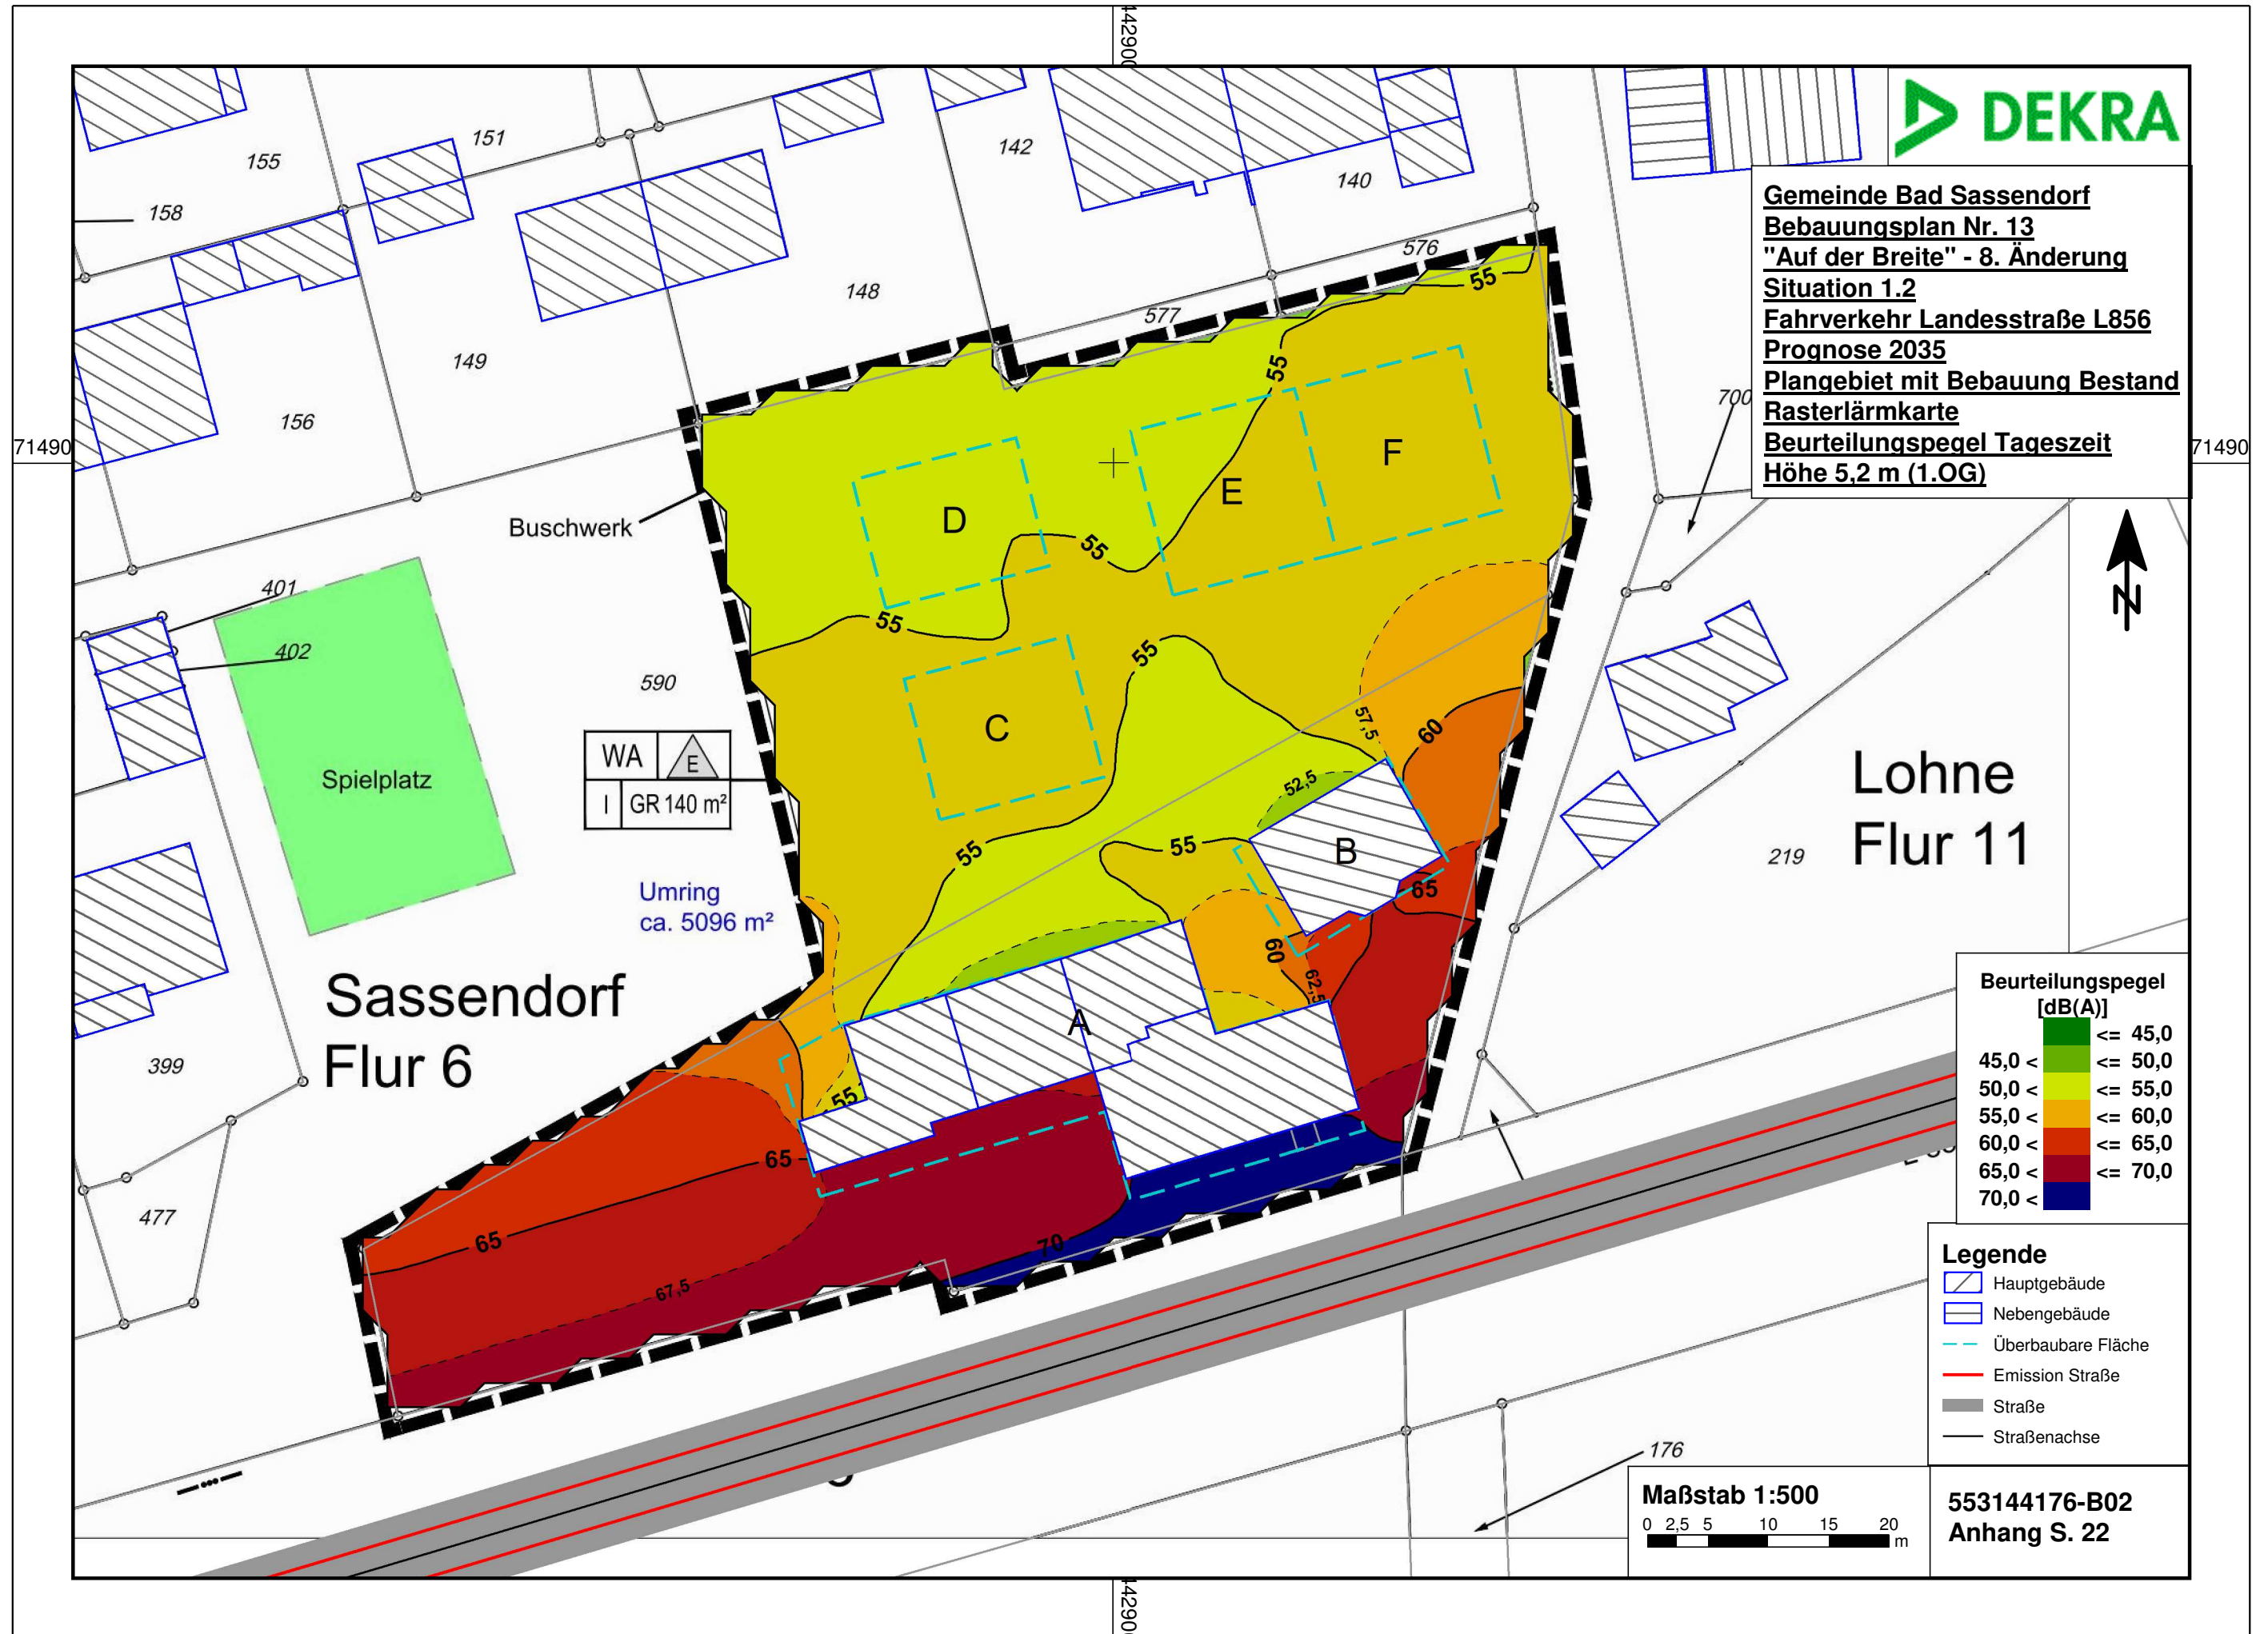 442900
DEKRA
Gemeinde Bad Sassendorf
Bebauungsplan Nr. 13
"Auf der Breite" - 8. Änderung
Situation 1.2
Fahrverkehr Landesstraße L856
Prognose 2035
Plangebiet mit Bebauung Bestand
Rasterlärmkarte
Beurteilungspegel Tageszeit
Höhe 5,2 m (1.OG)
151
155
158
142
140
576
577
148
149
156
700
71490
71490
55
55
F
E
D
Buschwerk
55
401
402
55
55
590
C
57,5
60
WA
E
I
GR 140 m²
Spielplatz
52,5
Lohne
Flur 11
219
55
55
B
65
Umring
ca. 5096 m²
60
62,5
Sassendorf
Flur 6
A
399
55
65
477
65
70
67,5
N
Beurteilungspegel
[dB(A)]
<= 45,0
45,0 < <= 50,0
50,0 < <= 55,0
55,0 < <= 60,0
60,0 < <= 65,0
65,0 < <= 70,0
70,0 <
Legende
Hauptgebäude
Nebengebäude
Überbaubare Fläche
Emission Straße
Straße
Straßenachse
176
Maßstab 1:500
0 2,5 5 10 15 20
m
553144176-B02
Anhang S. 22